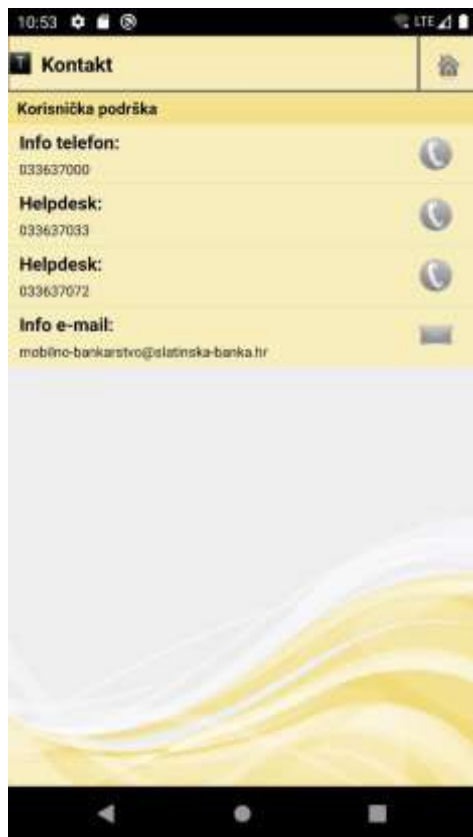 10:53
LTE
Kontakt
Korisnička podrška
Info telefon:
033637000
Helpdesk:
033637033
Helpdesk:
033637072
Info e-mail:
mobilno-bankarstvo@slatinska-banka.hr